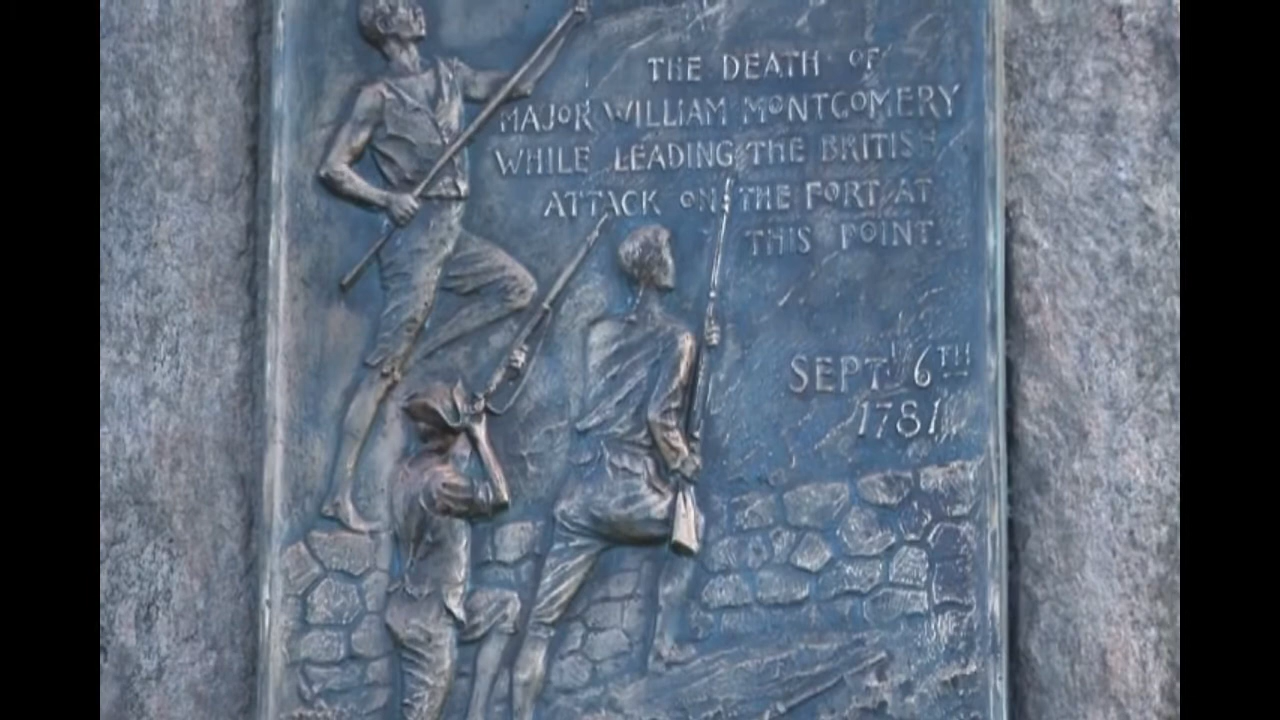 THE DEATH OF
MAJOR WILLIAM MONTGOMERY
WHILE LEADING THE BRITISH
ATTACK ON THE FORT AT
THIS POINT.
SEPT 6TH
1781